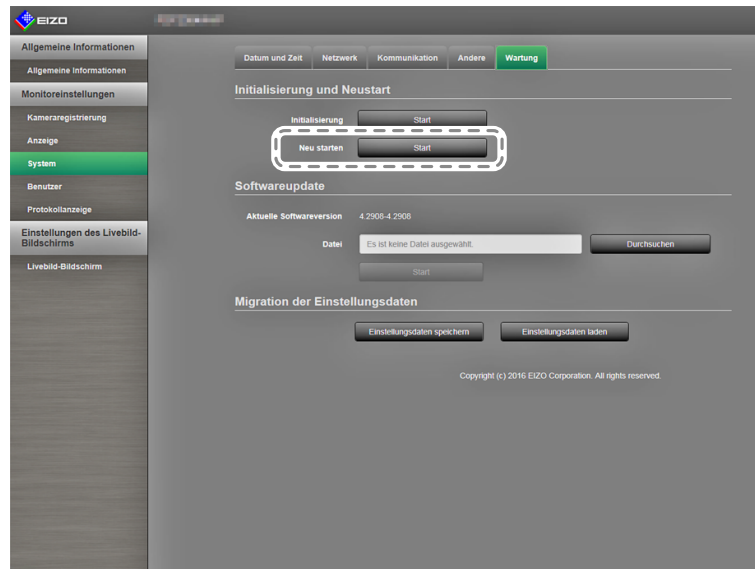 EIZO
Allgemeine Informationen
Allgemeine Informationen
Monitoreinstellungen
Kameraregistrierung
Anzeige
System
Benutzer
Protokollanzeige
Einstellungen des Livebild-
Bildschirms
Livebild-Bildschirm
Datum und Zeit Netzwerk Kommunikation Andere Wartung
Initialisierung und Neustart
Initialisierung Start
Neu starten Start
Softwareupdate
Aktuelle Softwareversion 4.2908-4.2908
Datei Es ist keine Datei ausgewählt. Durchsuchen
Start
Migration der Einstellungsdaten
Einstellungsdaten speichern Einstellungsdaten laden
Copyright (c) 2016 EIZO Corporation. All rights reserved.